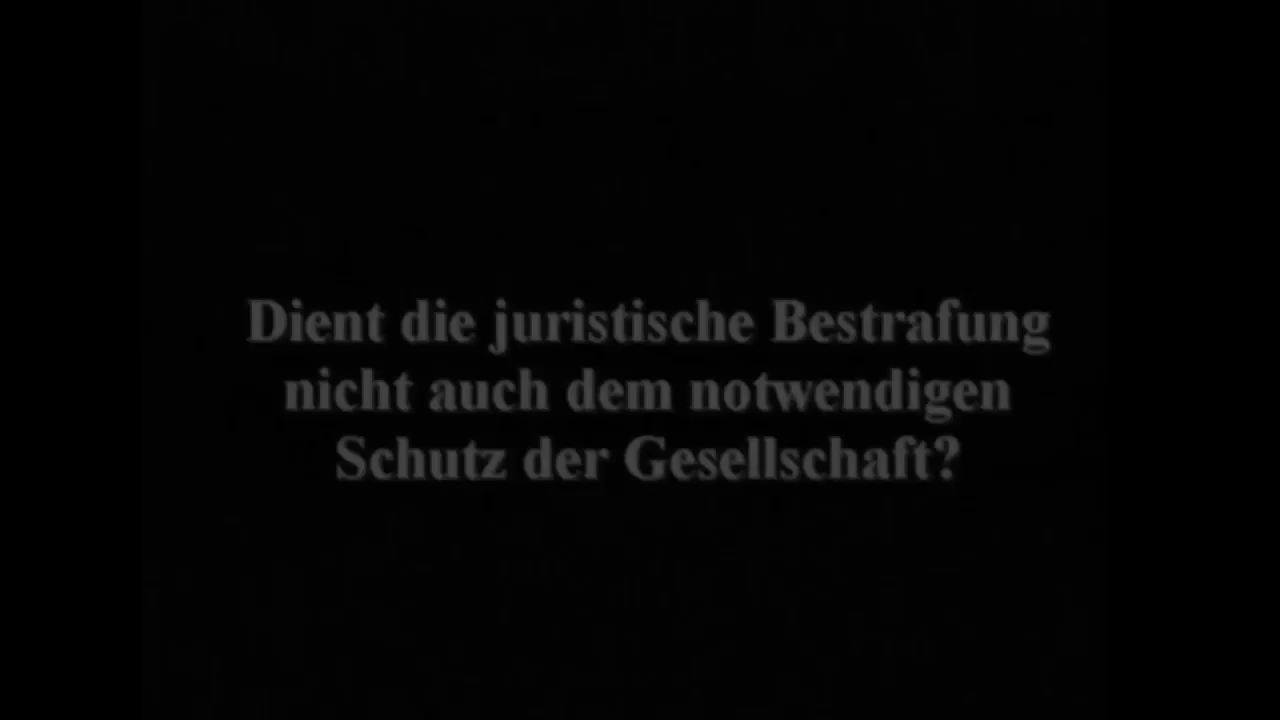 Dient die juristische Bestrafung
nicht auch dem notwendigen
Schutz der Gesellschaft?